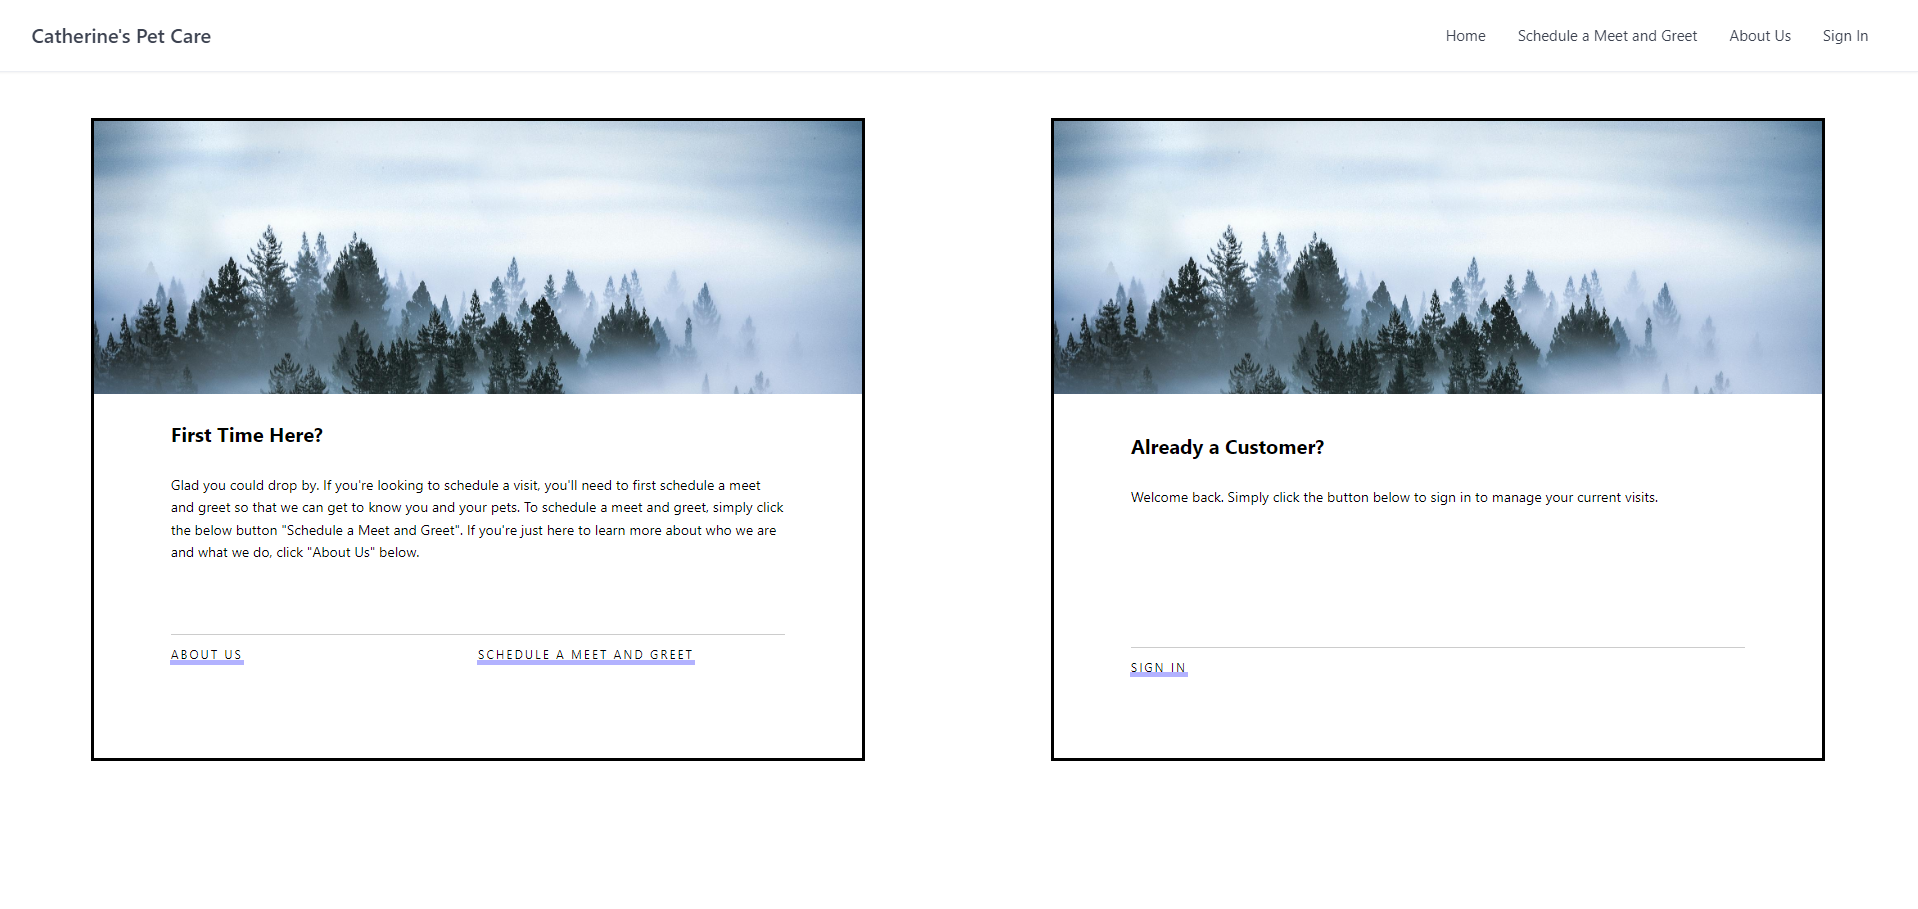 Catherine's Pet Care
Home
Schedule a Meet and Greet
About Us
Sign In
First Time Here?
Glad you could drop by. If you're looking to schedule a visit, you'll need to first schedule a meet
and greet so that we can get to know you and your pets. To schedule a meet and greet, simply click
the below button "Schedule a Meet and Greet". If you're just here to learn more about who we are
and what we do, click "About Us" below.
ABOUT US
SCHEDULE A MEET AND GREET
Already a Customer?
Welcome back. Simply click the button below to sign in to manage your current visits.
SIGN IN